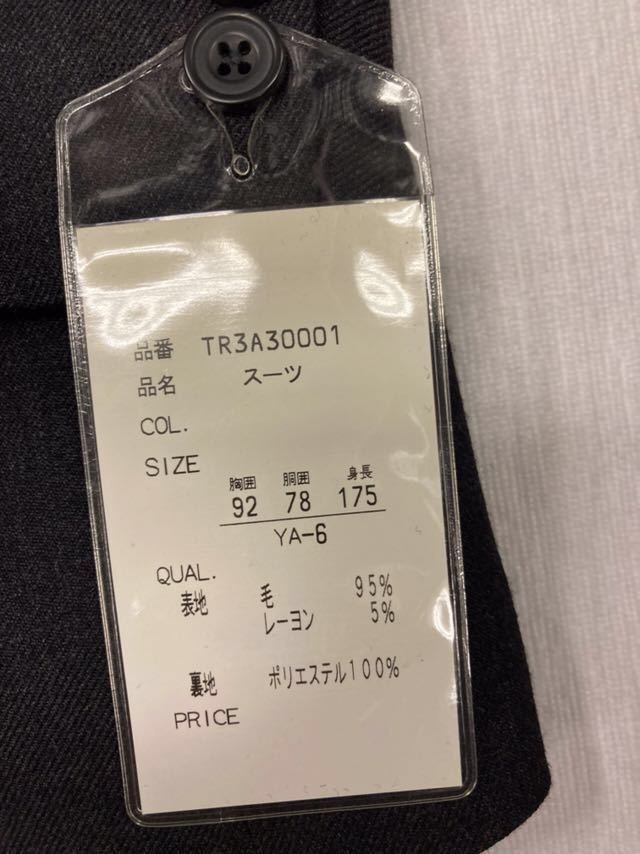 品番 TR3A30001
品名 スーツ
COL.
SIZE
胸囲 胴囲 身長
92 78 175
YA-6
QUAL.
表地 毛 95%
レーヨン 5%
裏地 ポリエステル100%
PRICE